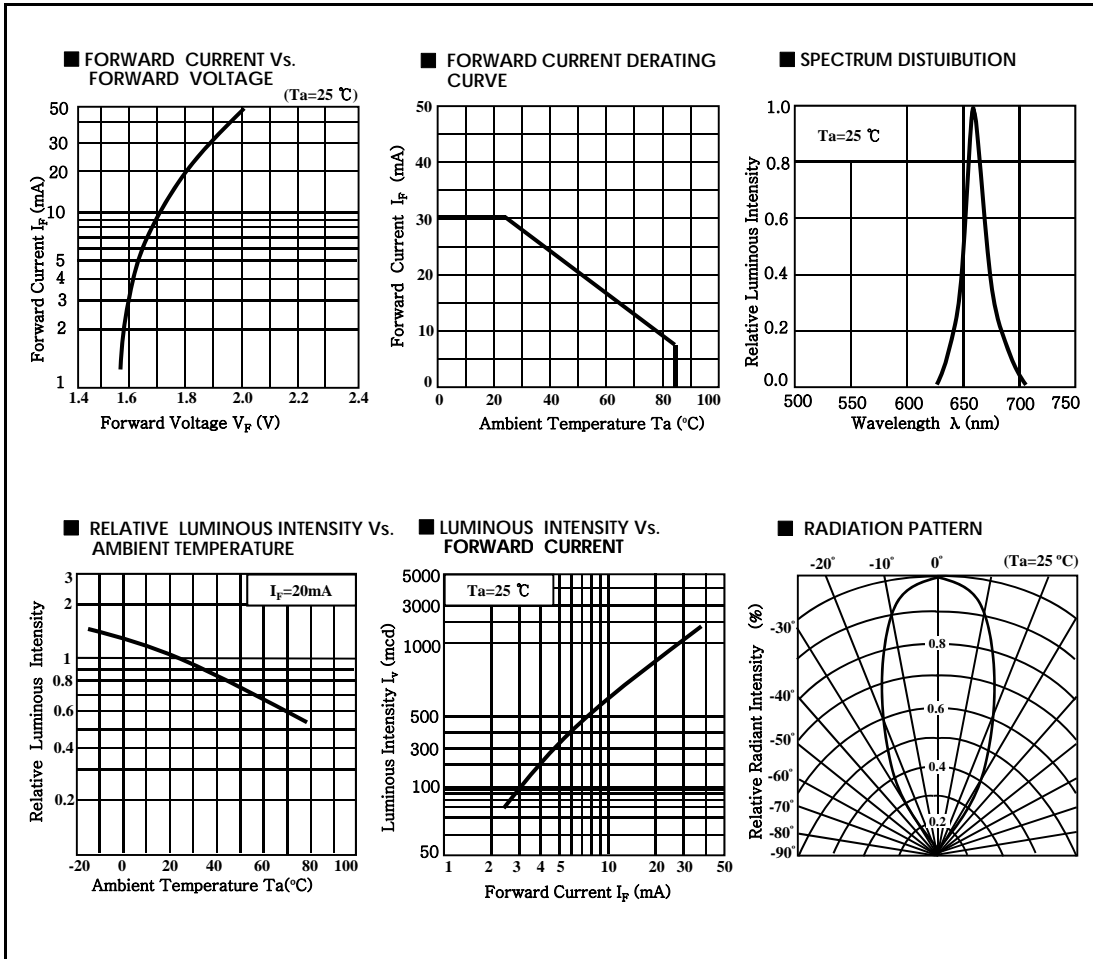 ■ FORWARD CURRENT Vs.
FORWARD VOLTAGE
(Ta=25 ℃)
50
30
20
10
5
4
3
2
1
1.4 1.6 1.8 2.0 2.2 2.4
Forward Current IF (mA)
Forward Voltage VF (V)
■ FORWARD CURRENT DERATING
CURVE
50
40
30
20
10
0
0 20 40 60 80 100
Forward Current IF (mA)
Ambient Temperature Ta (°C)
■ SPECTRUM DISTUIBUTION
Ta=25 ℃
1.0
0.8
0.6
0.4
0.2
0.0
500 550 600 650 700 750
Relative Luminous Intensity
Wavelength λ (nm)
■ RELATIVE LUMINOUS INTENSITY Vs.
AMBIENT TEMPERATURE
IF=20mA
3
2
1
0.8
0.6
0.4
0.2
-20 0 20 40 60 80 100
Relative Luminous Intensity
Ambient Temperature Ta(°C)
■ LUMINOUS INTENSITY Vs.
FORWARD CURRENT
Ta=25 ℃
5000
3000
1000
500
300
100
50
1 2 3 4 5 10 20 30 50
Luminous Intensity Iv (mcd)
Forward Current IF (mA)
■ RADIATION PATTERN
-20° -10° 0° (Ta=25 °C)
-30°
-40°
-50°
-60°
-70°
-80°
-90°
0.8
0.6
0.4
0.2
Relative Radiant Intensity (%)